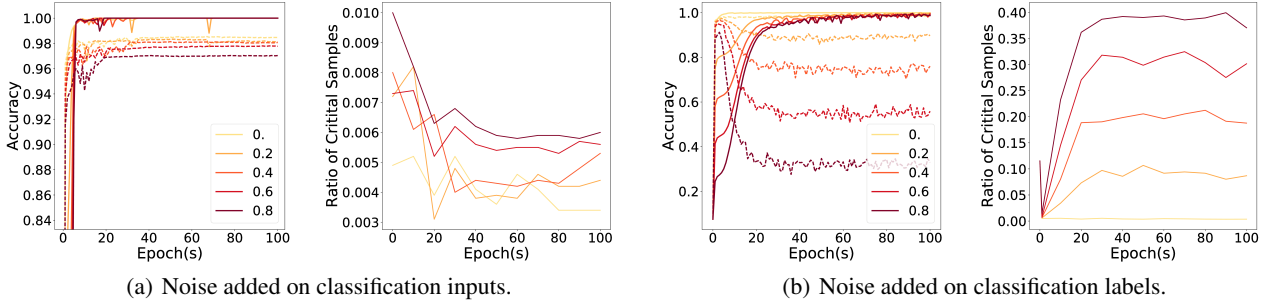 1.00
0.98
0.96
0.94
0.92
0.90
0.88
0.86
0.84
Accuracy
0 20 40 60 80 100
Epoch(s)
0.
0.2
0.4
0.6
0.8
0.010
0.009
0.008
0.007
0.006
0.005
0.004
0.003
Ratio of Critital Samples
0 20 40 60 80 100
Epoch(s)
(a) Noise added on classification inputs.
1.0
0.8
0.6
0.4
0.2
Accuracy
0 20 40 60 80 100
Epoch(s)
0.
0.2
0.4
0.6
0.8
0.40
0.35
0.30
0.25
0.20
0.15
0.10
0.05
0.00
Ratio of Critital Samples
0 20 40 60 80 100
Epoch(s)
(b) Noise added on classification labels.